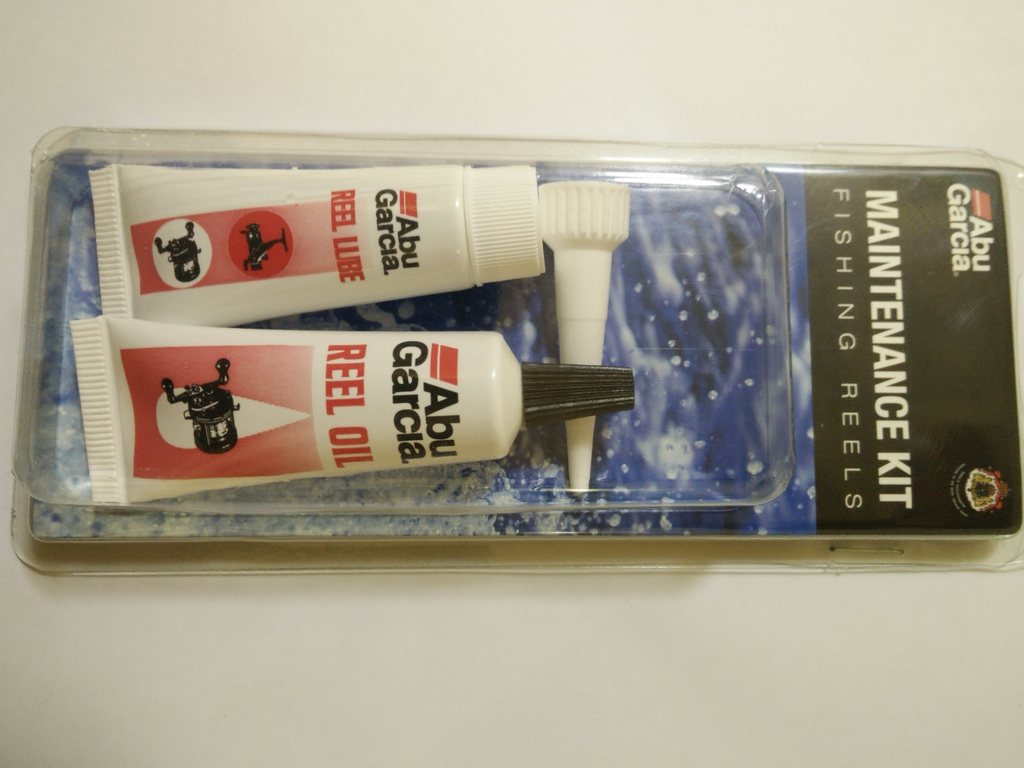 Abu
Garcia
MAINTENANCE KIT
FISHING REELS
Abu
Garcia
REEL LUBE
Abu
Garcia
REEL OIL